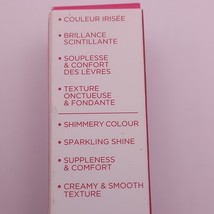 • COULEUR IRISÉE
• BRILLANCE
SCINTILLANTE
• SOUPLESSE
& CONFORT
DES LÈVRES
• TEXTURE
ONCTUEUSE
& FONDANTE
• SHIMMERY COLOUR
• SPARKLING SHINE
• SUPPLENESS
& COMFORT
• CREAMY & SMOOTH
TEXTURE